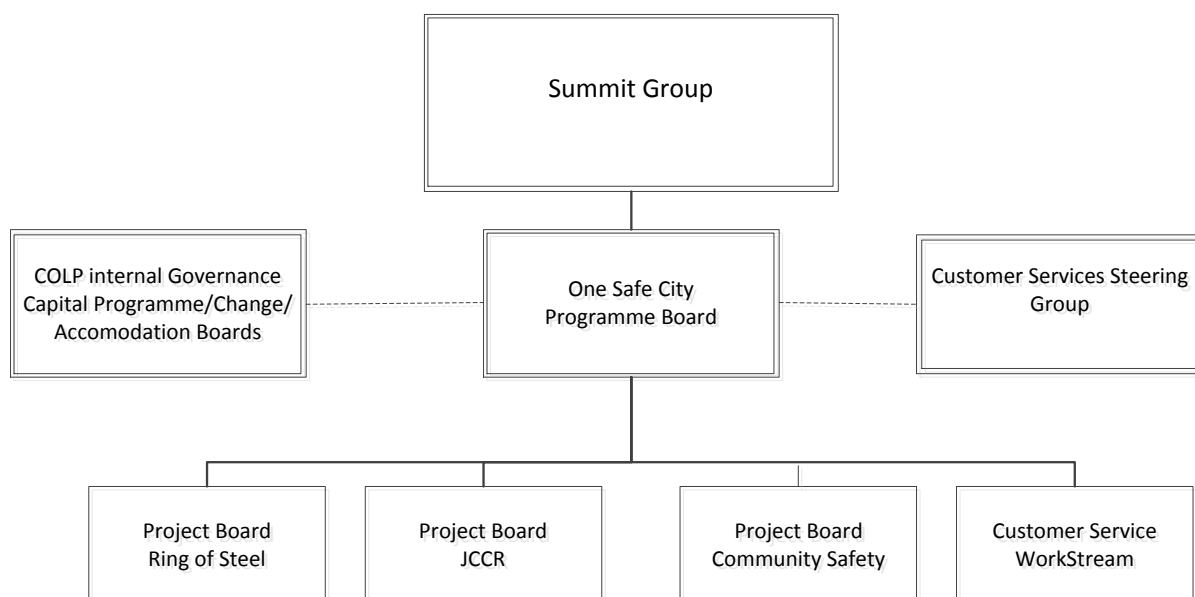 Summit Group
COLP internal Governance
Capital Programme/Change/
Accomodation Boards
One Safe City
Programme Board
Customer Services Steering
Group
Project Board
Ring of Steel
Project Board
JCCR
Project Board
Community Safety
Customer Service
WorkStream